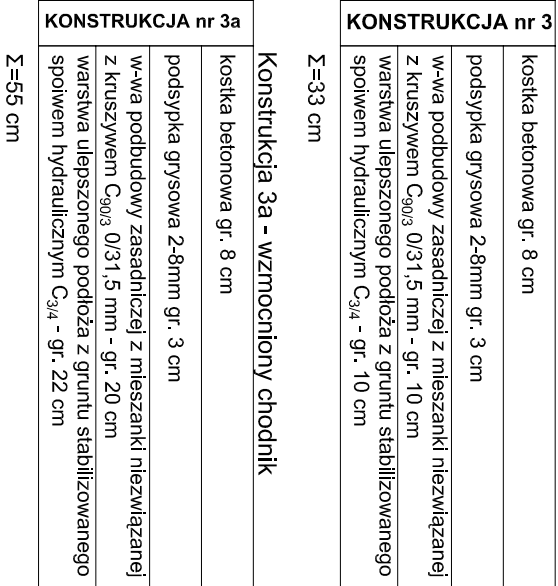 KONSTRUKCJA nr 3
kostka betonowa gr. 8 cm
podsypka grysowa 2-8mm gr. 3 cm
w-wa podbudowy zasadniczej z mieszanki niezwiązanej
z kruszywem C90/3 0/31,5 mm - gr. 10 cm
warstwa ulepszonego podłoża z gruntu stabilizowanego
spoiwem hydraulicznym C3/4 - gr. 10 cm
Σ=33 cm
Konstrukcja 3a - wzmocniony chodnik
KONSTRUKCJA nr 3a
kostka betonowa gr. 8 cm
podsypka grysowa 2-8mm gr. 3 cm
w-wa podbudowy zasadniczej z mieszanki niezwiązanej
z kruszywem C90/3 0/31,5 mm - gr. 20 cm
warstwa ulepszonego podłoża z gruntu stabilizowanego
spoiwem hydraulicznym C3/4 - gr. 22 cm
Σ=55 cm